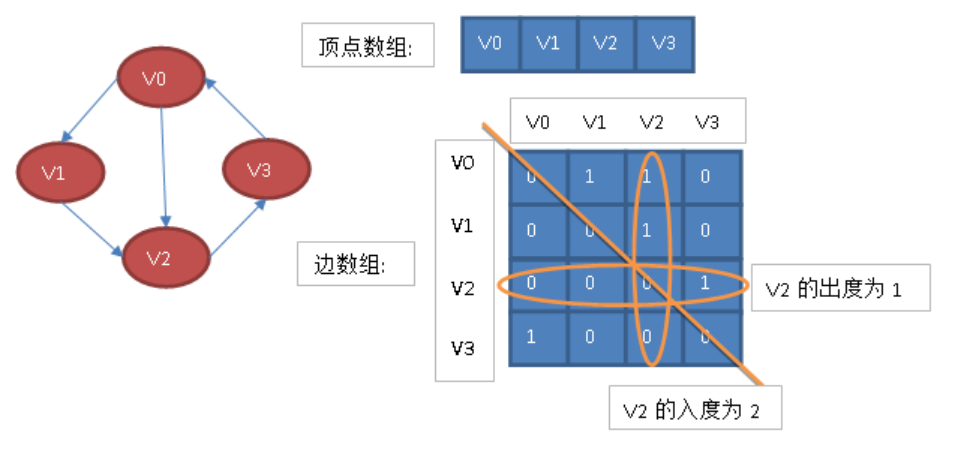 顶点数组:
V0 V1 V2 V3
V0
V1
V3
V2
边数组:
V0 V1 V2 V3
V0 0 1 1 0
V1 0 0 1 0
V2 0 0 0 1
V3 1 0 0 0
V2 的出度为 1
V2 的入度为 2